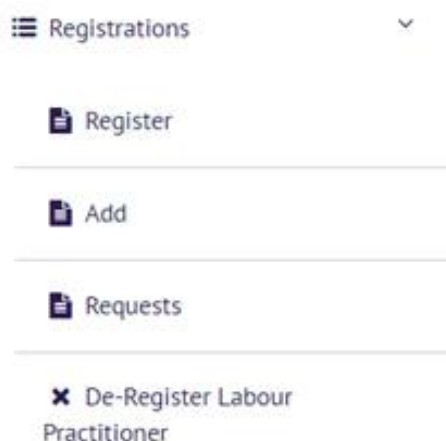 Registrations
Register
Add
Requests
De-Register Labour
Practitioner